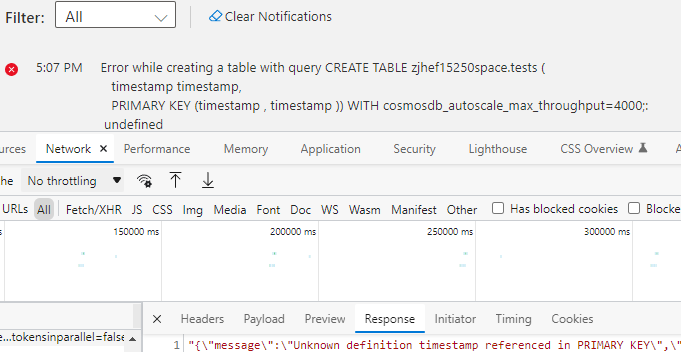 Filter: All Clear Notifications
5:07 PM Error while creating a table with query CREATE TABLE zjhef15250space.tests (
timestamp timestamp,
PRIMARY KEY (timestamp , timestamp )) WITH cosmosdb_autoscale_max_throughput=4000;:
undefined
ources Network Performance Memory Application Security Lighthouse CSS Overview A
he No throttling
URLs All Fetch/XHR JS CSS Img Media Font Doc WS Wasm Manifest Other Has blocked cookies Blocke
s 150000 ms 200000 ms 250000 ms 300000 ms
Headers Payload Preview Response Initiator Timing Cookies
e...tokensinparallel=false
1 "{\"message\":\"Unknown definition timestamp referenced in PRIMARY KEY\",\"